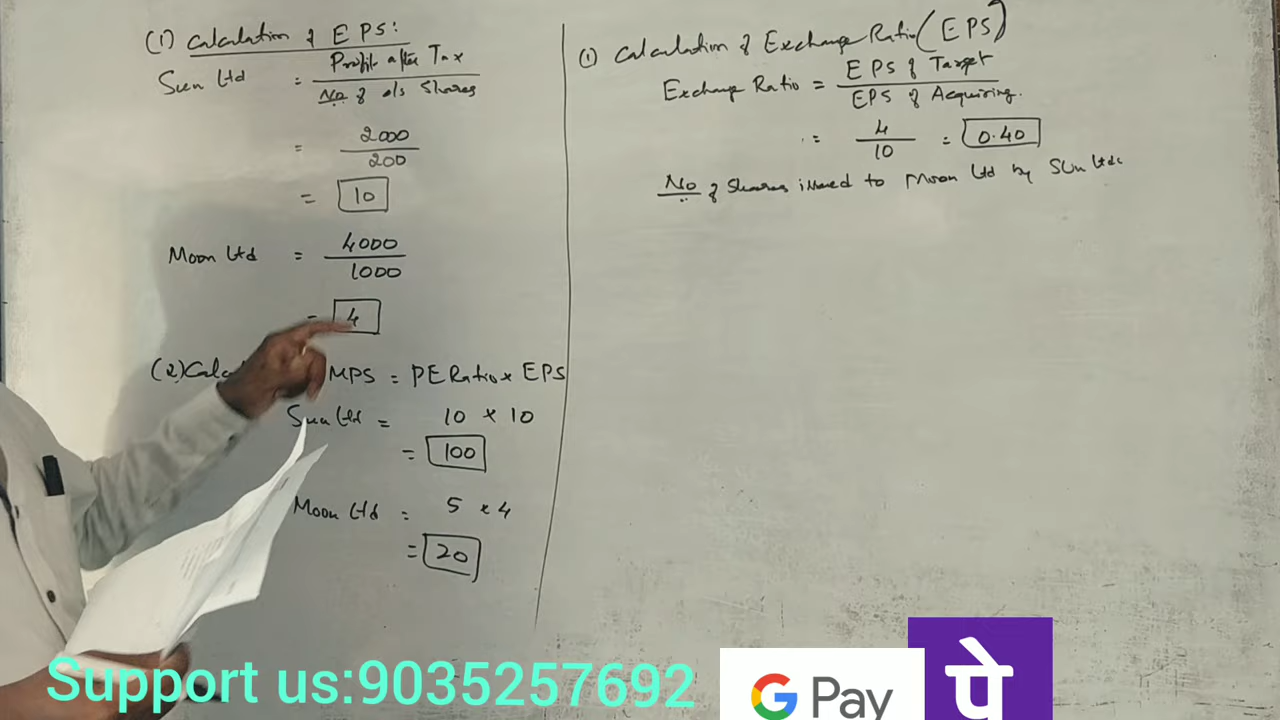 (1) Calculation of EPS:
Sun Ltd = Profit after Tax
No of o/s Shares
= 2000
200
= 10
Moon Ltd = 4000
1000
= 4
(2) Calc MPS = PE Ratio x EPS
Sun Ltd = 10 x 10
= 100
Moon Ltd = 5 x 4
= 20
(1) Calculation of Exchange Ratio (EPS)
Exchange Ratio = EPS of Target
EPS of Acquiring.
= 4
10 = 0.40
No of Shares issued to Moon Ltd by Sun Ltd
Support us:9035257692
G Pay
पे